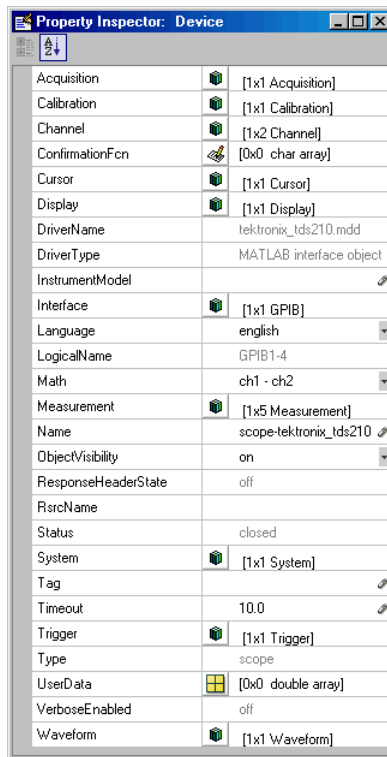 Property Inspector: Device
Acquisition [1x1 Acquisition]
Calibration [1x1 Calibration]
Channel [1x2 Channel]
ConfirmationFcn [0x0 char array]
Cursor [1x1 Cursor]
Display [1x1 Display]
DriverName tektronix_tds210.mdd
DriverType MATLAB interface object
InstrumentModel
Interface [1x1 GPIB]
Language english
LogicalName GPIB1-4
Math ch1 - ch2
Measurement [1x5 Measurement]
Name scope-tektronix_tds210
ObjectVisibility on
ResponseHeaderState off
RsrcName
Status closed
System [1x1 System]
Tag
Timeout 10.0
Trigger [1x1 Trigger]
Type scope
UserData [0x0 double array]
VerboseEnabled off
Waveform [1x1 Waveform]